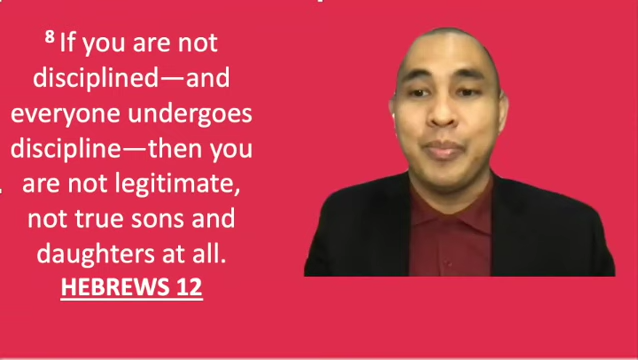 8 If you are not
disciplined—and
everyone undergoes
discipline—then you
are not legitimate,
not true sons and
daughters at all.
HEBREWS 12